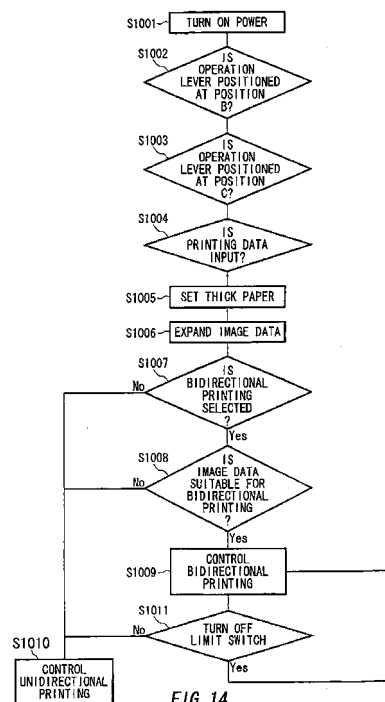 S1001
TURN ON POWER
S1002
IS
OPERATION
LEVER POSITIONED
AT POSITION
B?
S1003
IS
OPERATION
LEVER POSITIONED
AT POSITION
C?
S1004
IS
PRINTING DATA
INPUT?
S1005
SET THICK PAPER
S1006
EXPAND IMAGE DATA
S1007
No
IS
BIDIRECTIONAL
PRINTING
SELECTED
?
Yes
S1008
No
IS
IMAGE DATA
SUITABLE FOR
BIDIRECTIONAL
PRINTING
?
Yes
S1009
CONTROL
BIDIRECTIONAL
PRINTING
S1011
No
TURN OFF
LIMIT SWITCH
Yes
S1010
CONTROL
UNIDIRECTIONAL
PRINTING
FIG. 14